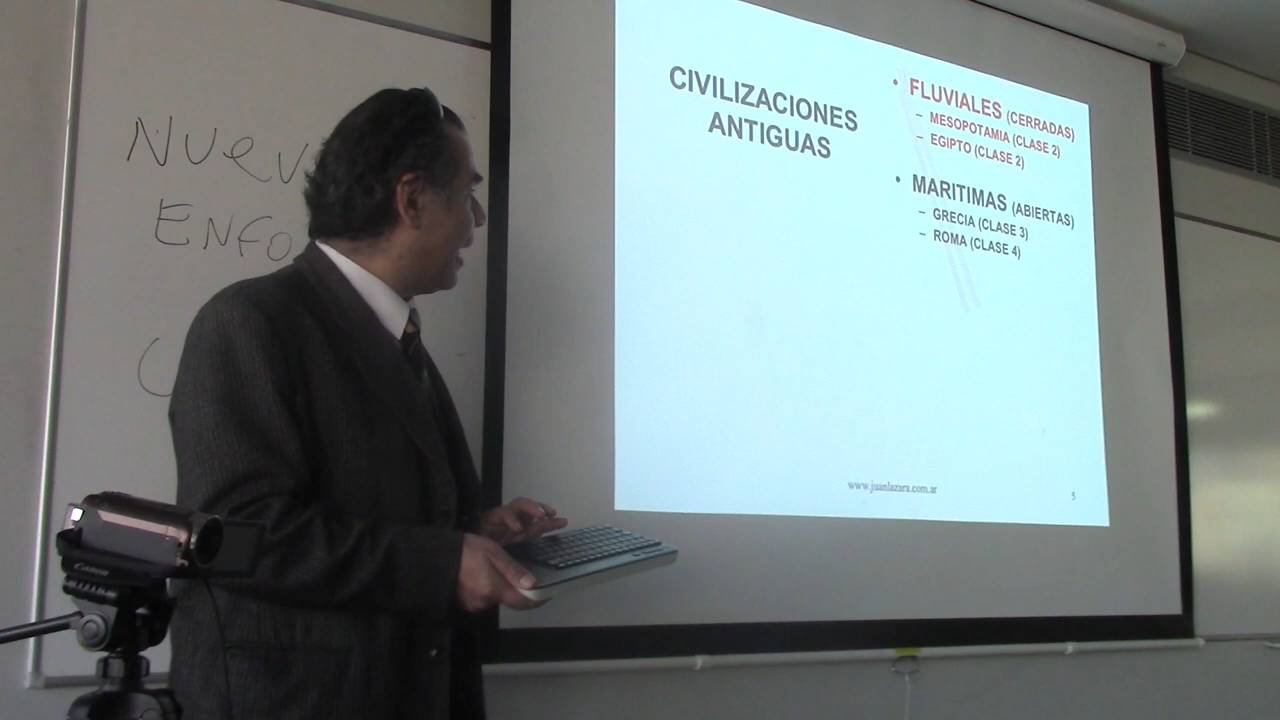 NUEV
ENFO
C
CIVILIZACIONES
ANTIGUAS
• FLUVIALES (CERRADAS)
– MESOPOTAMIA (CLASE 2)
– EGIPTO (CLASE 2)
• MARITIMAS (ABIERTAS)
– GRECIA (CLASE 3)
– ROMA (CLASE 4)
www.juanlazara.com.ar
5
Canon